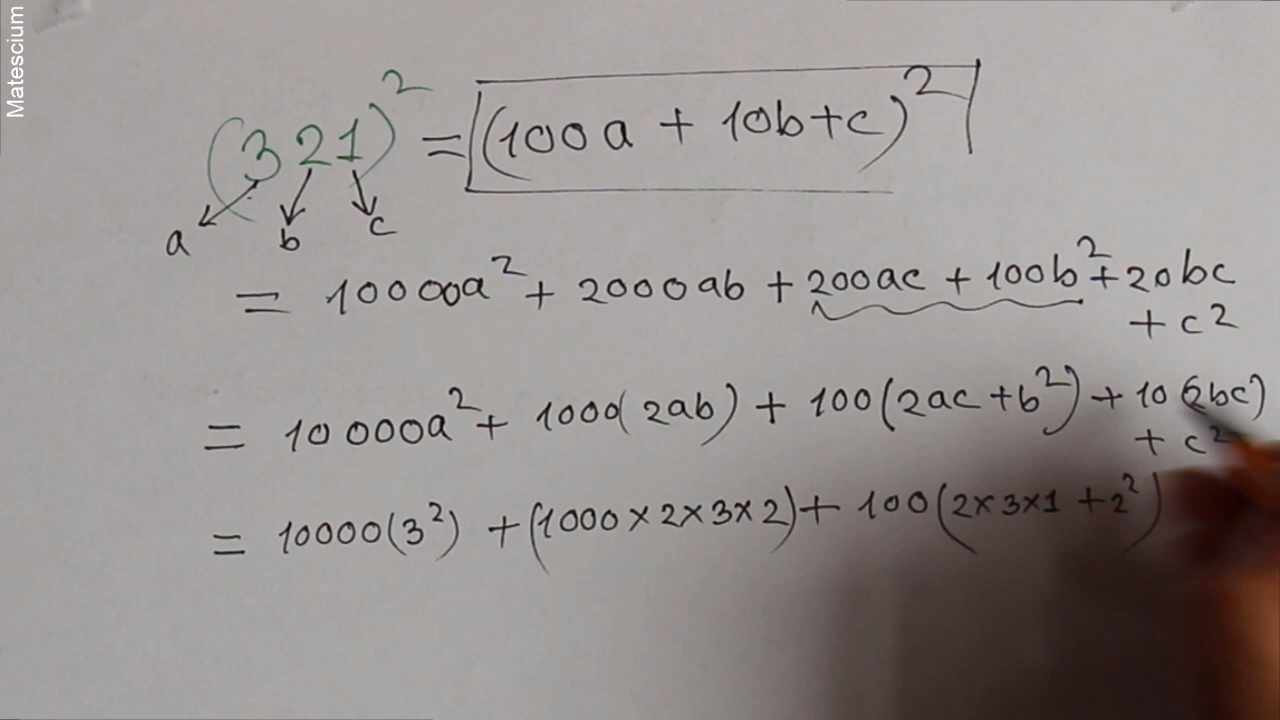 Matescium
(321)² = (100a + 10b+c)²
a b c
= 10000a² + 2000ab + 200ac + 100b² + 20bc
+ c²
= 10000a² + 1000(2ab) + 100(2ac + b²) + 10(2bc)
+ c²
= 10000(3²) + (1000×2×3×2) + 100(2×3×1 + 2²)